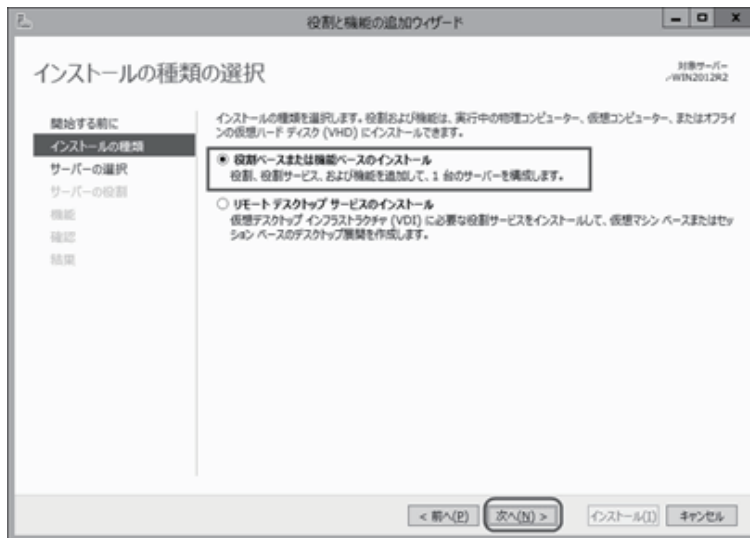 役割と機能の追加ウィザード
インストールの種類の選択
対象サーバー
WIN2012R2
開始する前に
インストールの種類
サーバーの選択
サーバーの役割
機能
確認
結果
インストールの種類を選択します。役割および機能は、実行中の物理コンピューター、仮想コンピューター、またはオフライ
ンの仮想ハード ディスク (VHD) にインストールできます。
役割ベースまたは機能ベースのインストール
役割、役割サービス、および機能を追加して、1 台のサーバーを構成します。
リモート デスクトップ サービスのインストール
仮想デスクトップ インフラストラクチャ (VDI) に必要な役割サービスをインストールして、仮想マシン ベースまたはセッ
ション ベースのデスクトップ展開を作成します。
< 前へ(P) 次へ(N) > インストール(I) キャンセル